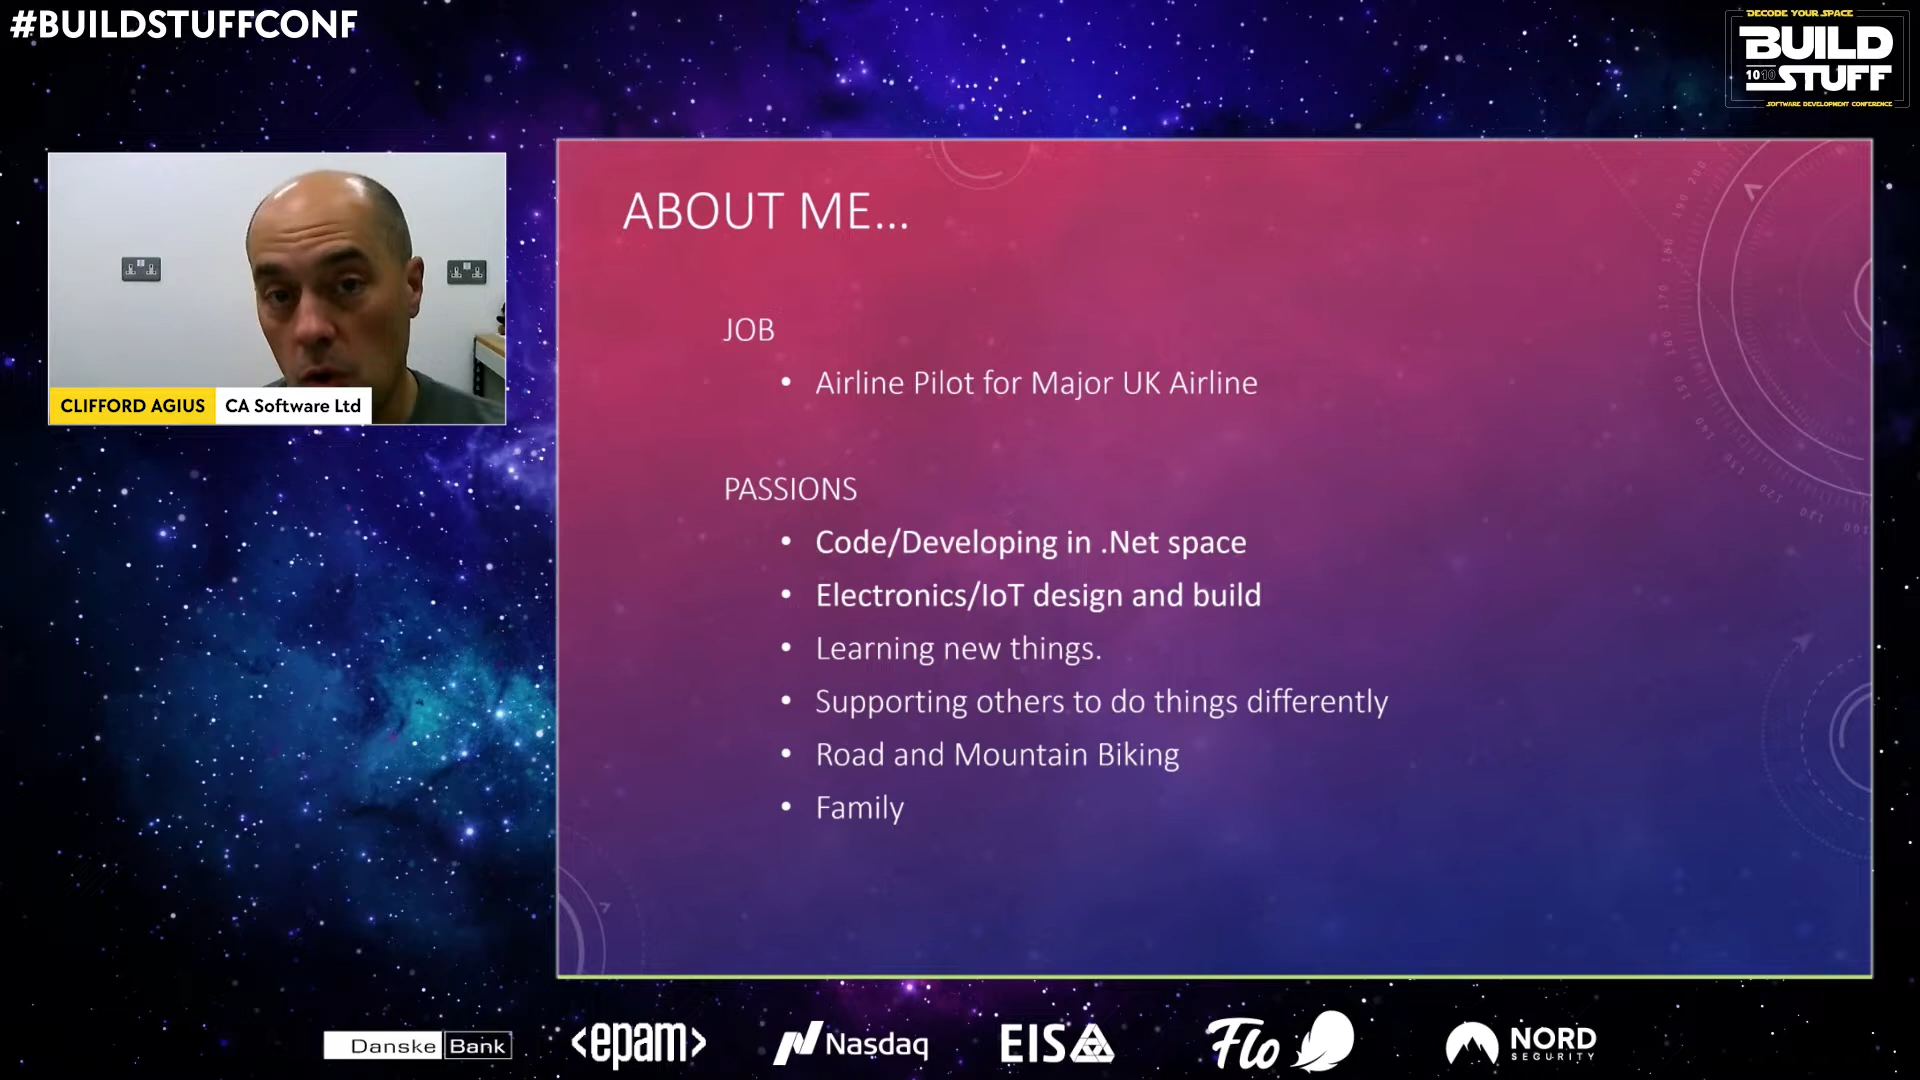 #BUILDSTUFFCONF
DECODE YOUR SPACE
BUILD
1010 STUFF
SOFTWARE DEVELOPMENT CONFERENCE
ABOUT ME...
JOB
• Airline Pilot for Major UK Airline
PASSIONS
• Code/Developing in .Net space
• Electronics/IoT design and build
• Learning new things.
• Supporting others to do things differently
• Road and Mountain Biking
• Family
CLIFFORD AGIUS CA Software Ltd
Danske Bank
<epam>
Nasdaq
EIS
Flo
NORD
SECURITY